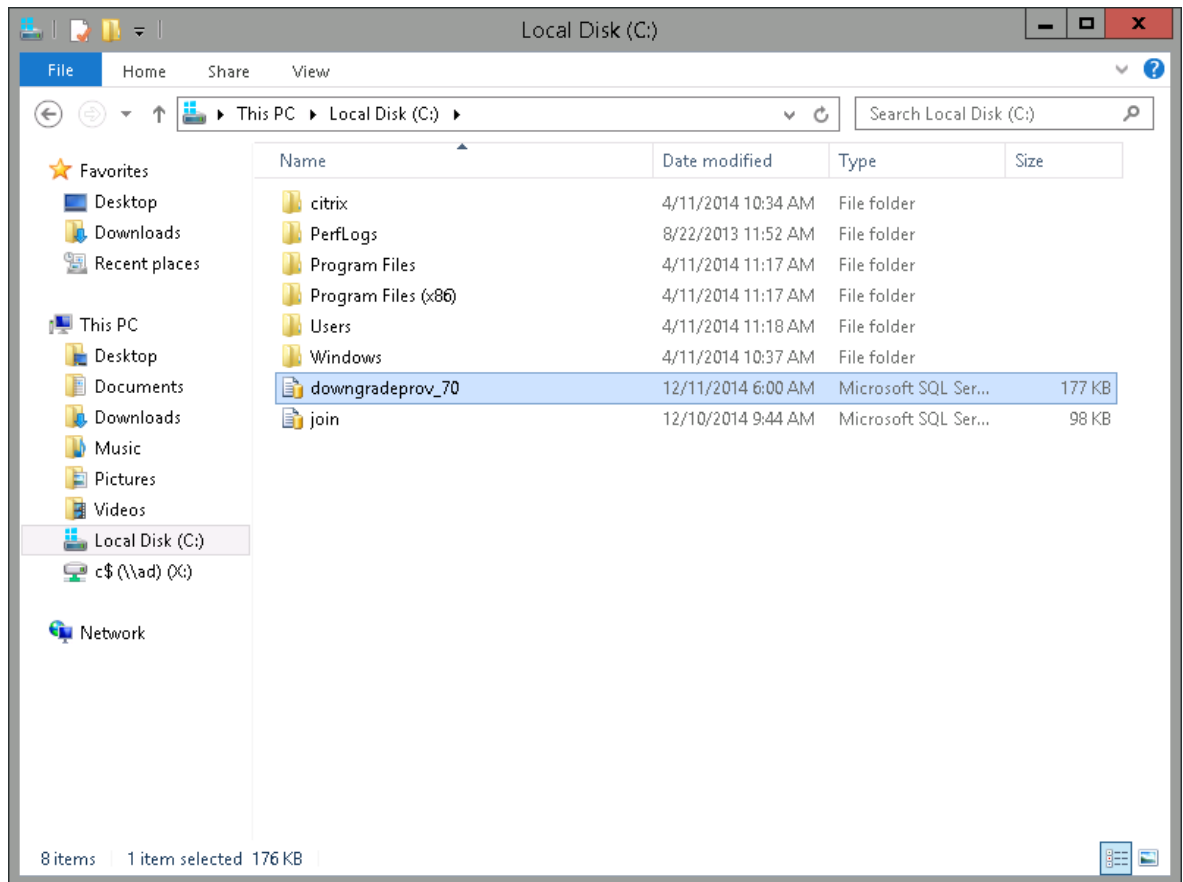 Local Disk (C:)
File Home Share View
This PC Local Disk (C:)
Search Local Disk (C:)
Favorites
Desktop
Downloads
Recent places
This PC
Desktop
Documents
Downloads
Music
Pictures
Videos
Local Disk (C:)
c$ (\\ad) (X:)
Network
Name Date modified Type Size
citrix 4/11/2014 10:34 AM File folder
PerfLogs 8/22/2013 11:52 AM File folder
Program Files 4/11/2014 11:17 AM File folder
Program Files (x86) 4/11/2014 11:17 AM File folder
Users 4/11/2014 11:18 AM File folder
Windows 4/11/2014 10:37 AM File folder
downgradeprov_70 12/11/2014 6:00 AM Microsoft SQL Ser... 177 KB
join 12/10/2014 9:44 AM Microsoft SQL Ser... 98 KB
8 items 1 item selected 176 KB